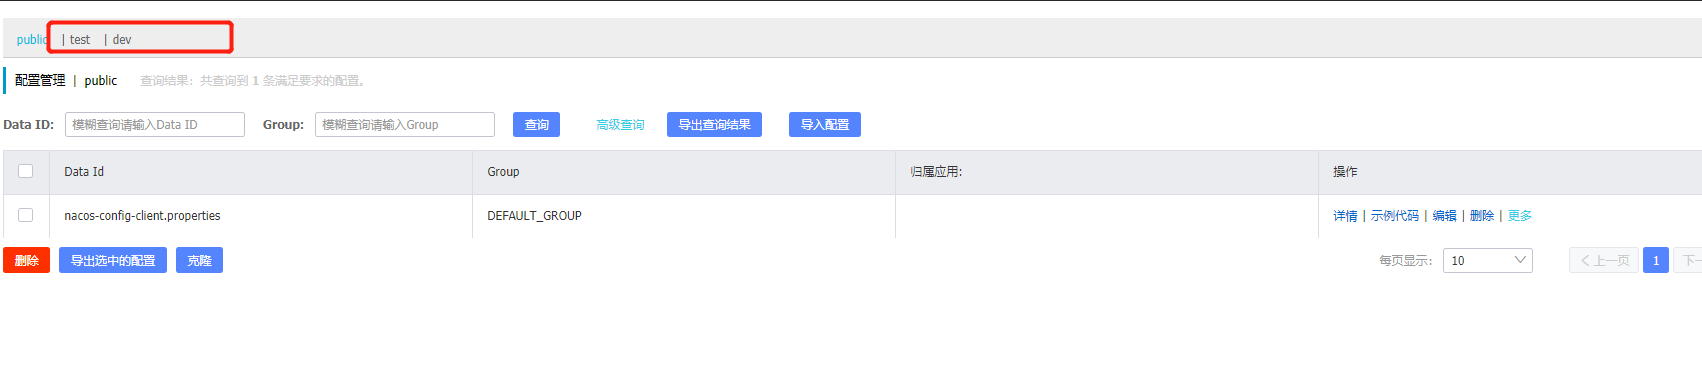 public | test | dev
配置管理 | public 查询结果：共查询到 1 条满足要求的配置。
Data ID: 模糊查询请输入Data ID Group: 模糊查询请输入Group 查询 高级查询 导出查询结果 导入配置
Data Id Group 归属应用: 操作
nacos-config-client.properties DEFAULT_GROUP 详情 | 示例代码 | 编辑 | 删除 | 更多
删除 导出选中的配置 克隆 每页显示: 10 < 上一页 1 下一